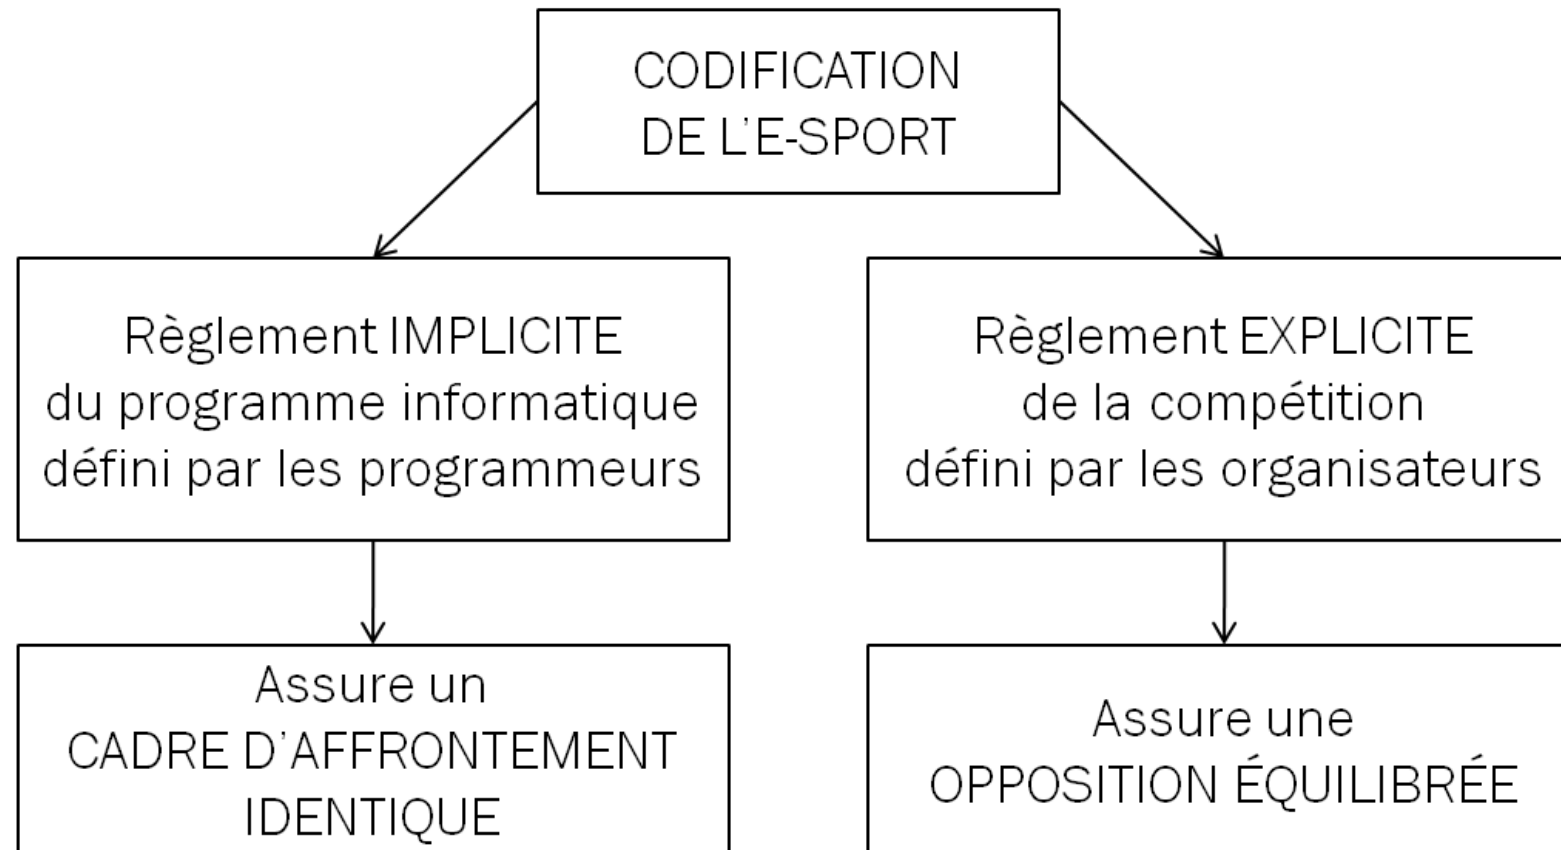 CODIFICATION
DE L'E-SPORT
Règlement IMPLICITE
du programme informatique
défini par les programmeurs
Règlement EXPLICITE
de la compétition
défini par les organisateurs
Assure un
CADRE D'AFFRONTEMENT
IDENTIQUE
Assure une
OPPOSITION ÉQUILIBRÉE